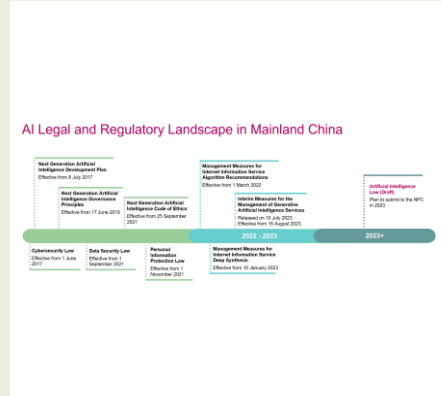 AI Legal and Regulatory Landscape in Mainland China
Next Generation Artificial
Intelligence Development Plan
Effective from 8 July 2017
Next Generation Artificial
Intelligence Governance
Principles
Effective from 17 June 2019
Next Generation Artificial
Intelligence Code of Ethics
Effective from 25 September
2021
Management Measures for
Internet Information Service
Algorithm Recommendations
Effective from 1 March 2022
Interim Measures for the
Management of Generative
Artificial Intelligence Services
Released on 10 July 2023
Effective from 15 August 2023
Artificial Intelligence
Law (Draft)
Plan to submit to the NPC
in 2023
2022 - 2023
2023+
Cybersecurity Law
Effective from 1 June
2017
Data Security Law
Effective from 1
September 2021
Personal
Information
Protection Law
Effective from 1
November 2021
Management Measures for
Internet Information Service
Deep Synthesis
Effective from 10 January 2023